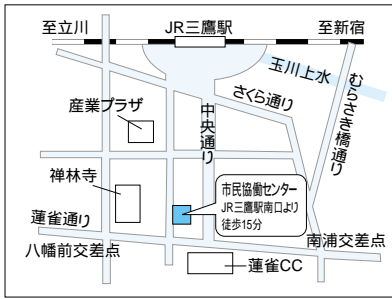 至立川
JR三鷹駅
至新宿
玉川上水
むらさき橋通り
さくら通り
産業プラザ
中央通り
禅林寺
市民協働センター
JR三鷹駅南口より
徒歩15分
蓮雀通り
八幡前交差点
南浦交差点
蓮雀CC